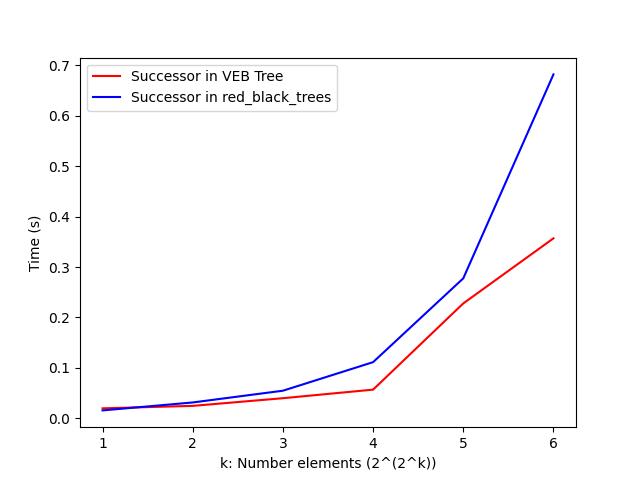 Successor in VEB Tree
Successor in red_black_trees
Time (s)
0.7
0.6
0.5
0.4
0.3
0.2
0.1
0.0
1 2 3 4 5 6
k: Number elements (2^(2^k))